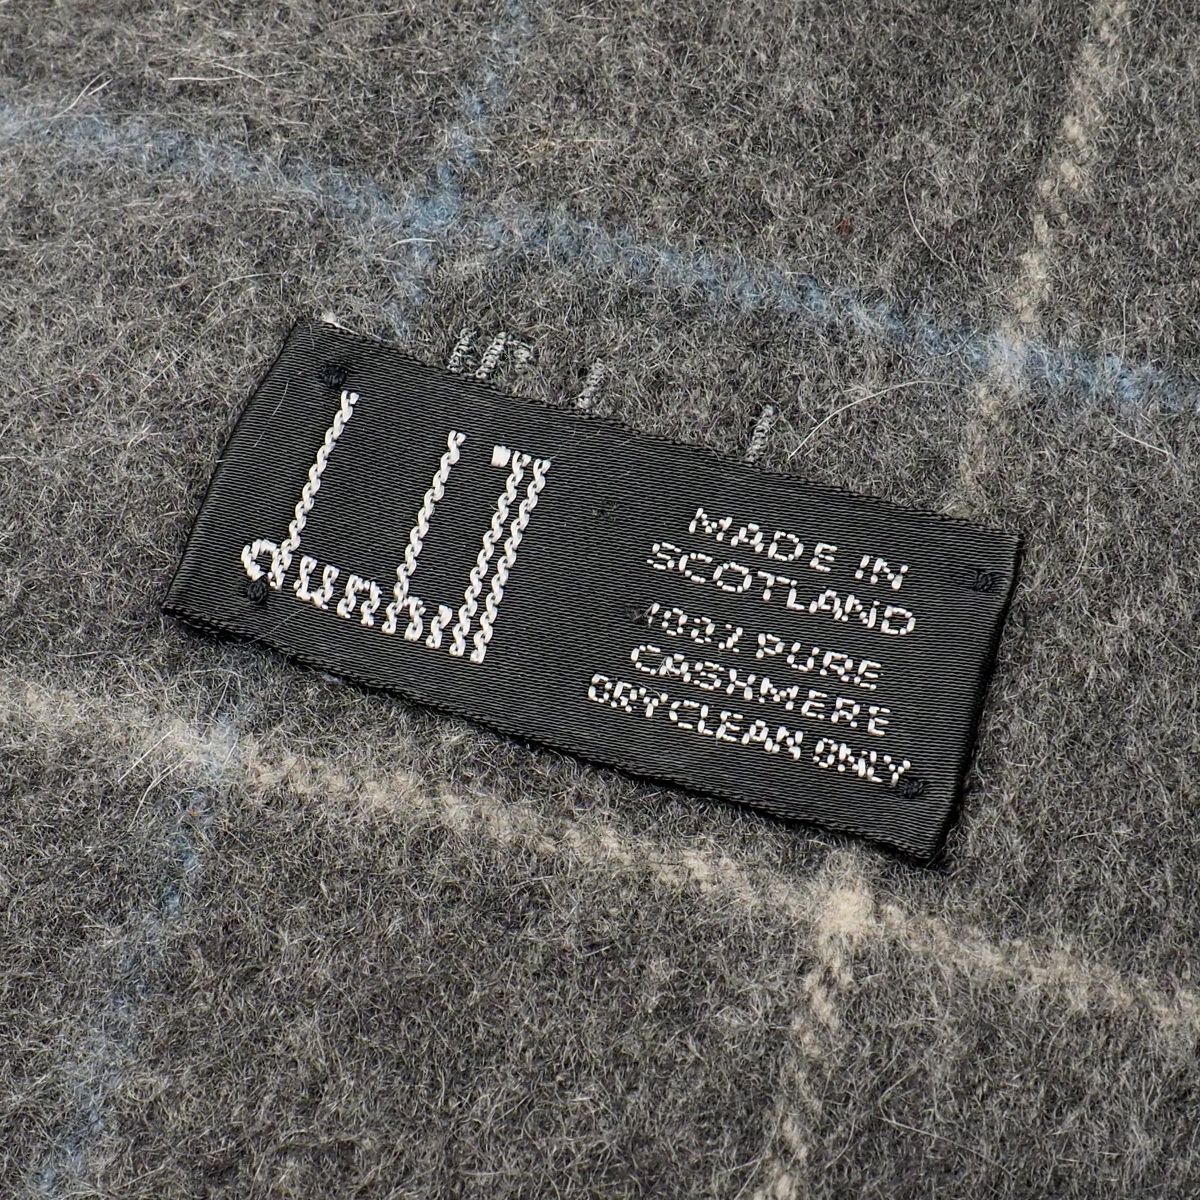 dunhill
MADE IN
SCOTLAND
100% PURE
CASHMERE
DRY CLEAN ONLY